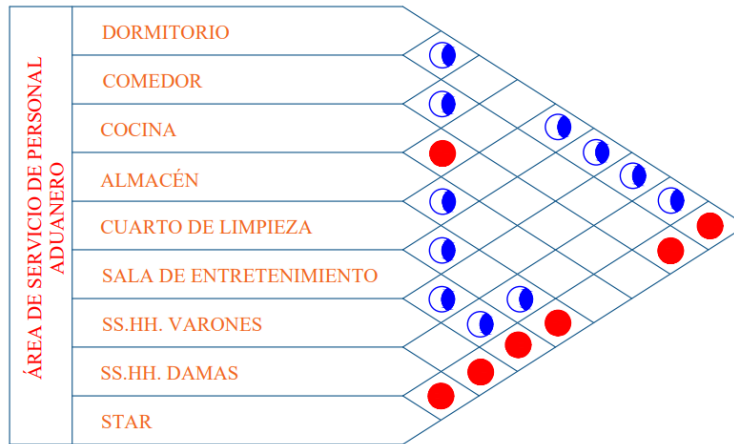 ÁREA DE SERVICIO DE PERSONAL
ADUANERO
DORMITORIO
COMEDOR
COCINA
ALMACÉN
CUARTO DE LIMPIEZA
SALA DE ENTRETENIMIENTO
SS.HH. VARONES
SS.HH. DAMAS
STAR